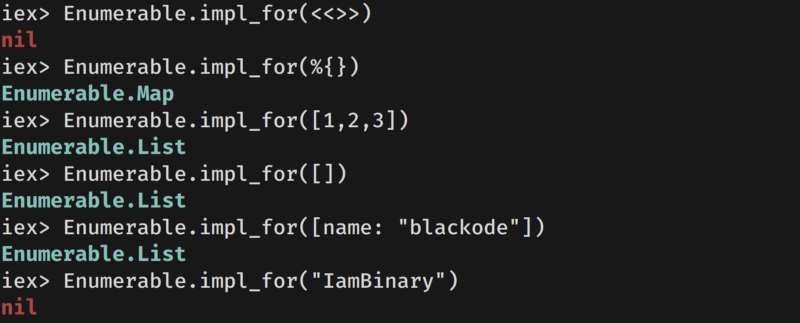 iex> Enumerable.impl_for(<<>>)
nil
iex> Enumerable.impl_for(%{})
Enumerable.Map
iex> Enumerable.impl_for([1,2,3])
Enumerable.List
iex> Enumerable.impl_for([])
Enumerable.List
iex> Enumerable.impl_for([name: "blackode"])
Enumerable.List
iex> Enumerable.impl_for("IamBinary")
nil